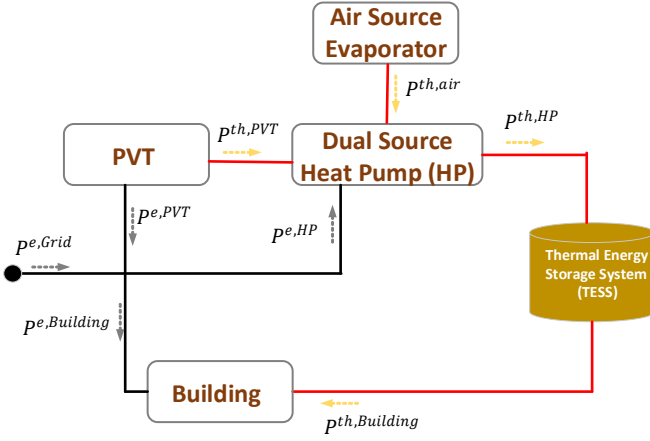 Air Source
Evaporator
P^{th,air}
P^{th,PVT}
P^{th,HP}
PVT
Dual Source
Heat Pump (HP)
P^{e,PVT}
P^{e,HP}
P^{e,Grid}
Thermal Energy
Storage System
(TESS)
P^{e,Building}
Building
P^{th,Building}